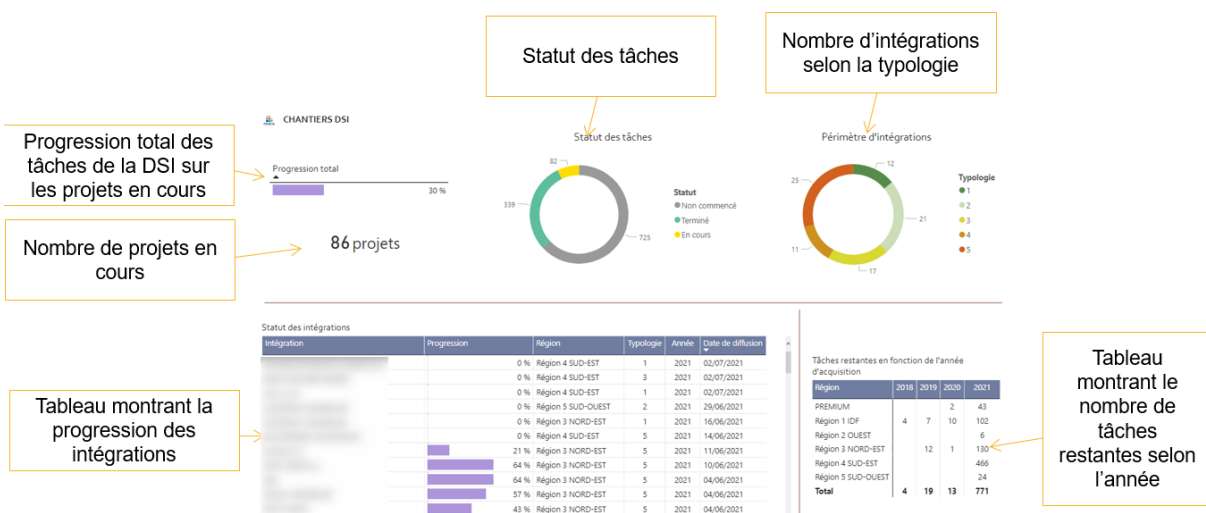 Statut des tâches
Nombre d'intégrations
selon la typologie
Progression total des
tâches de la DSI sur
les projets en cours
Nombre de projets en
cours
CHANTIERS DSI
Progression total
30 %
86 projets
Statut des tâches
62
339
725
Statut
Non commencé
Terminé
En cours
Périmètre d'intégrations
12
25
21
11
17
Typologie
1
2
3
4
5
Tableau montrant la
progression des
intégrations
Statut des intégrations
Intégration Progression Région Typologie Année Date de diffusion
0 % Région 4 SUD-EST 1 2021 02/07/2021
0 % Région 4 SUD-EST 3 2021 02/07/2021
0 % Région 4 SUD-EST 1 2021 02/07/2021
0 % Région 5 SUD-OUEST 2 2021 29/06/2021
0 % Région 3 NORD-EST 1 2021 16/06/2021
0 % Région 4 SUD-EST 5 2021 14/06/2021
21 % Région 3 NORD-EST 5 2021 11/06/2021
64 % Région 3 NORD-EST 5 2021 10/06/2021
64 % Région 3 NORD-EST 5 2021 04/06/2021
57 % Région 3 NORD-EST 5 2021 04/06/2021
43 % Région 3 NORD-EST 5 2021 04/06/2021
Tâches restantes en fonction de l'année
d'acquisition
Région 2018 2019 2020 2021
PREMIUM 2 43
Région 1 IDF 4 7 10 102
Région 2 OUEST 6
Région 3 NORD-EST 12 1 130
Région 4 SUD-EST 466
Région 5 SUD-OUEST 24
Total 4 19 13 771
Tableau
montrant le
nombre de
tâches
restantes selon
l'année